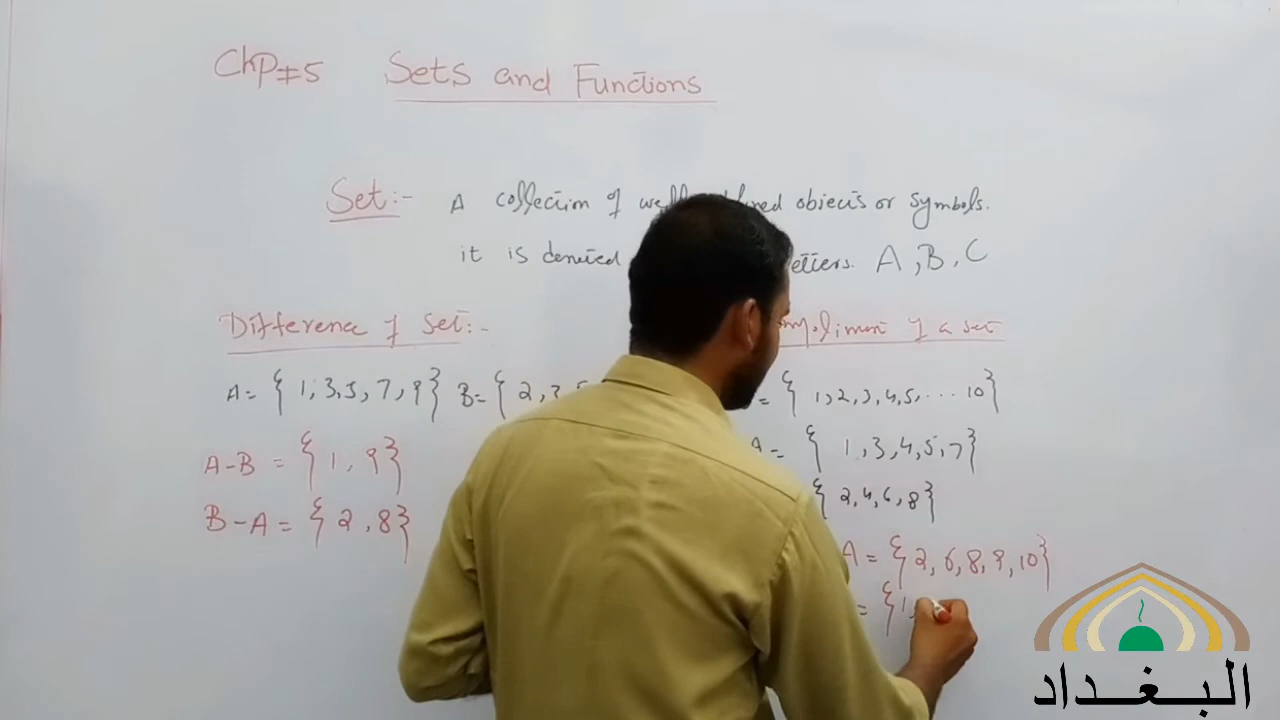 Chp#5 Sets and Functions
Set:- A collection of well defined objects or symbols.
it is denoted letters. A, B, C
Difference of Set:-
A = { 1, 3, 5, 7, 9 } B = { 2, 3, 5
A-B = { 1, 9 }
B-A = { 2, 8 }
mpliment of a set
= { 1, 2, 3, 4, 5, ... 10 }
A = { 1, 3, 4, 5, 7 }
{ 2, 4, 6, 8 }
A = { 2, 6, 8, 9, 10 }
= { 1,
البغداد